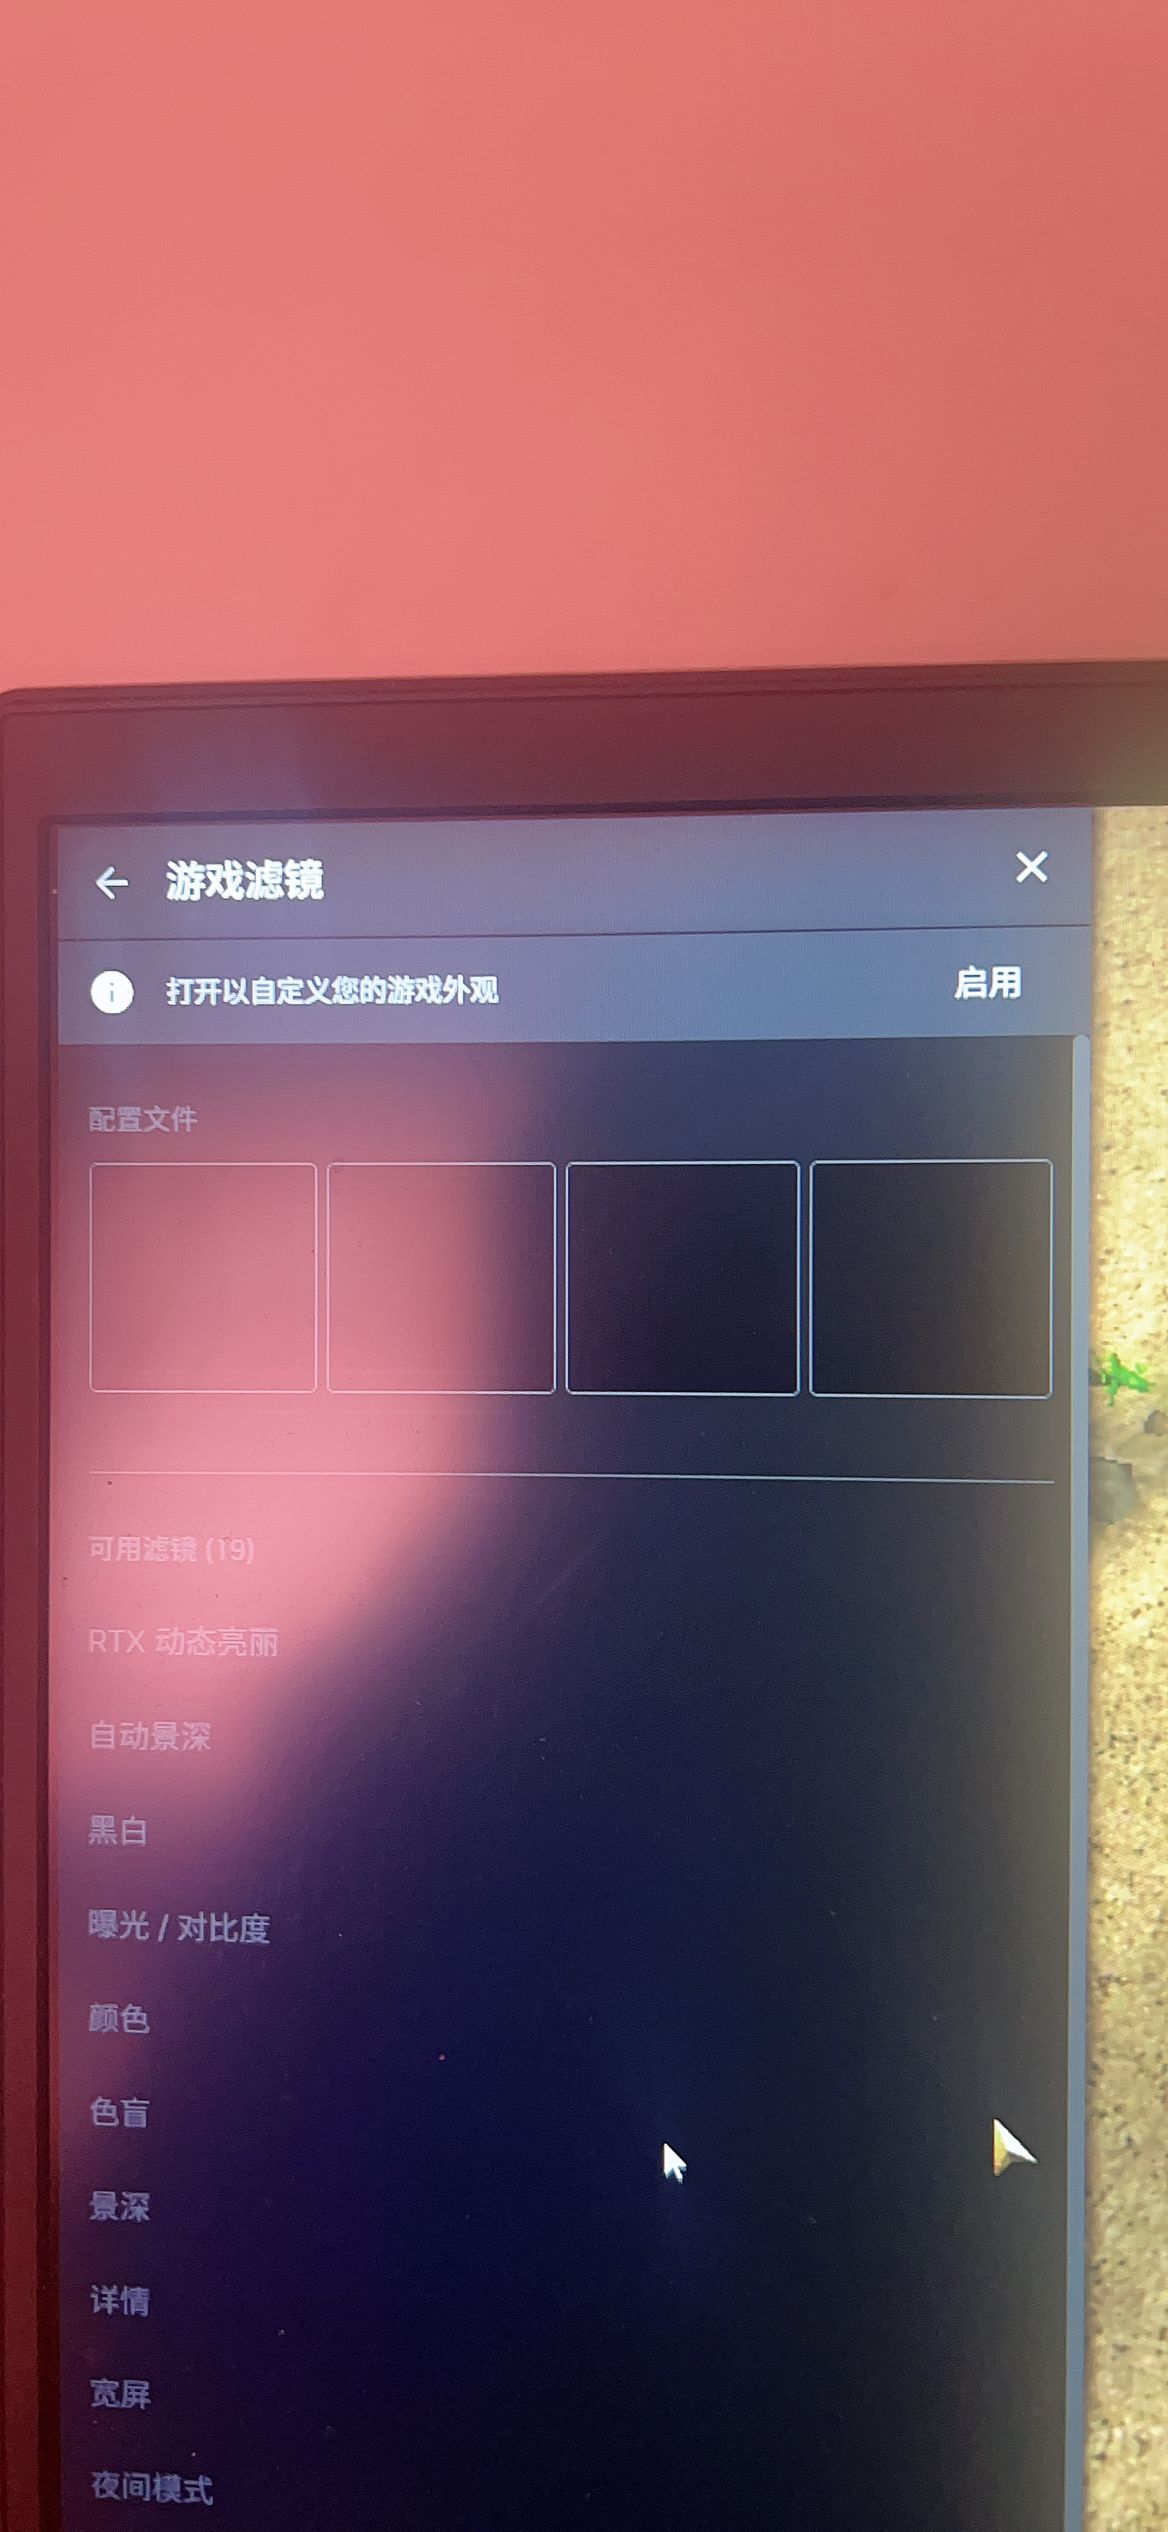 游戏滤镜
打开以自定义您的游戏外观
启用
配置文件
可用滤镜 (19)
RTX 动态亮丽
自动景深
黑白
曝光 / 对比度
颜色
色盲
景深
详情
宽屏
夜间模式